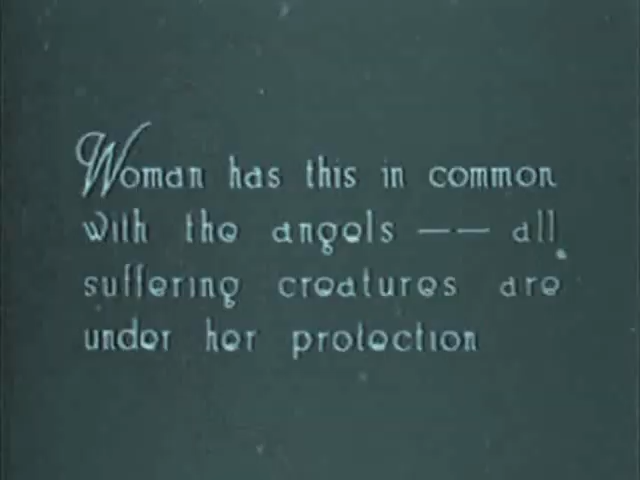 Woman has this in common
with the angels —— all
suffering creatures are
under her protection